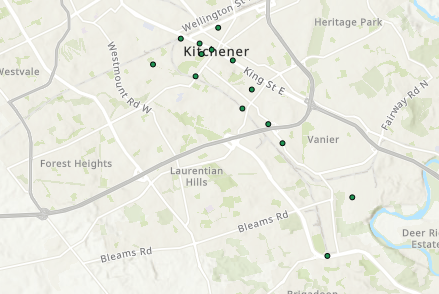 Wellington St
Heritage Park
Kitchener
Westvale
Westmount Rd W
King St E
Fairway Rd N
Vanier
Forest Heights
Laurentian
Hills
Bleams Rd
Bleams Rd
Deer Ri
Estate
Brigadoon